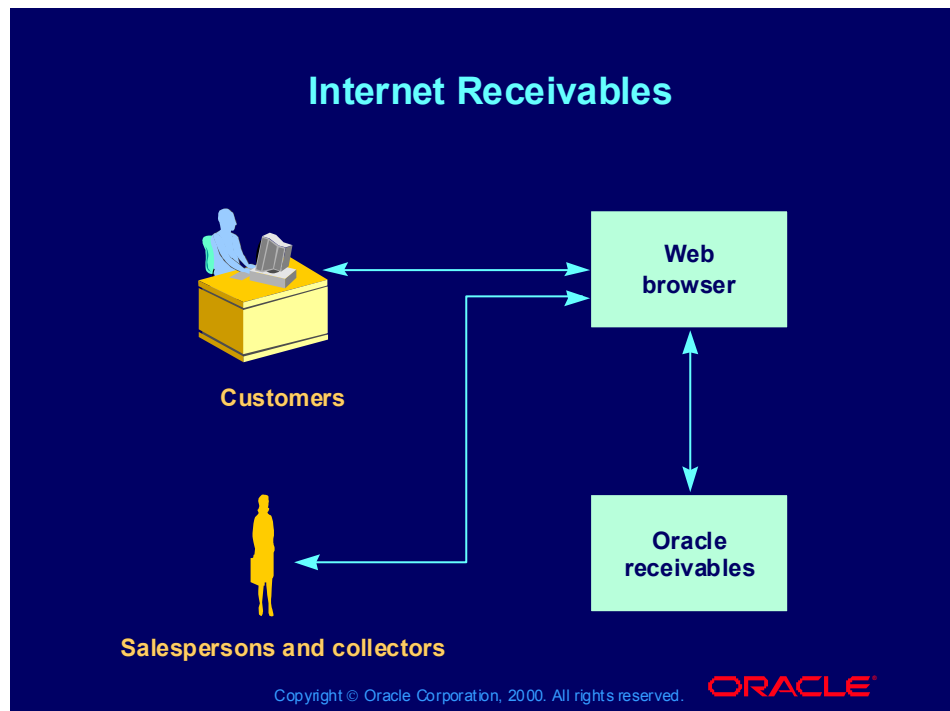 Internet Receivables
Web
browser
Customers
Oracle
receivables
Salespersons and collectors
Copyright © Oracle Corporation, 2000. All rights reserved.
ORACLE®